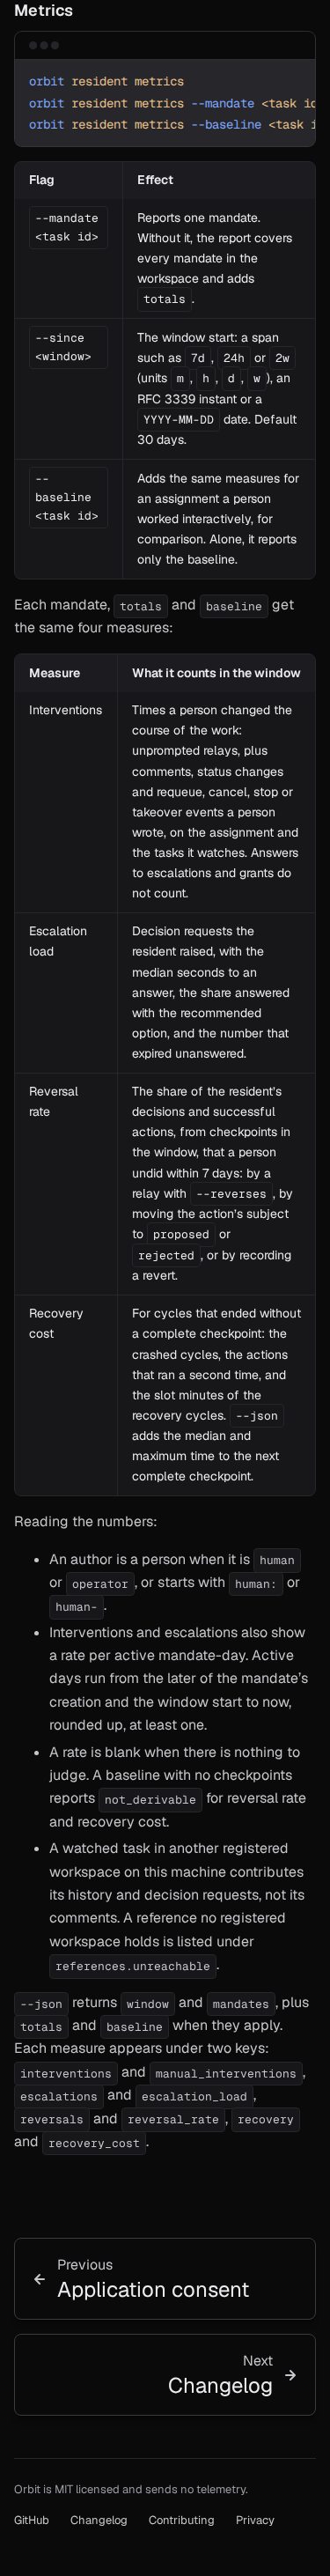 Metrics
orbit resident metrics
orbit resident metrics --mandate <task id
orbit resident metrics --baseline <task i
Flag Effect
--mandate
<task id>
Reports one mandate.
Without it, the report covers
every mandate in the
workspace and adds
totals.
--since
<window>
The window start: a span
such as 7d, 24h or 2w
(units m, h, d, w), an
RFC 3339 instant or a
YYYY-MM-DD date. Default
30 days.
--
baseline
<task id>
Adds the same measures for
an assignment a person
worked interactively, for
comparison. Alone, it reports
only the baseline.
Each mandate, totals and baseline get
the same four measures:
Measure What it counts in the window
Interventions
Times a person changed the
course of the work:
unprompted relays, plus
comments, status changes
and requeue, cancel, stop or
takeover events a person
wrote, on the assignment and
the tasks it watches. Answers
to escalations and grants do
not count.
Escalation
load
Decision requests the
resident raised, with the
median seconds to an
answer, the share answered
with the recommended
option, and the number that
expired unanswered.
Reversal
rate
The share of the resident's
decisions and successful
actions, from checkpoints in
the window, that a person
undid within 7 days: by a
relay with --reverses, by
moving the action's subject
to proposed or
rejected, or by recording
a revert.
Recovery
cost
For cycles that ended without
a complete checkpoint: the
crashed cycles, the actions
that ran a second time, and
the slot minutes of the
recovery cycles. --json
adds the median and
maximum time to the next
complete checkpoint.
Reading the numbers:
• An author is a person when it is human
or operator, or starts with human: or
human-.
• Interventions and escalations also show
a rate per active mandate-day. Active
days run from the later of the mandate's
creation and the window start to now,
rounded up, at least one.
• A rate is blank when there is nothing to
judge. A baseline with no checkpoints
reports not_derivable for reversal rate
and recovery cost.
• A watched task in another registered
workspace on this machine contributes
its history and decision requests, not its
comments. A reference no registered
workspace holds is listed under
references.unreachable.
--json returns window and mandates, plus
totals and baseline when they apply.
Each measure appears under two keys:
interventions and manual_interventions,
escalations and escalation_load,
reversals and reversal_rate, recovery
and recovery_cost.
Previous
← Application consent
Next
Changelog →
Orbit is MIT licensed and sends no telemetry.
GitHub Changelog Contributing Privacy